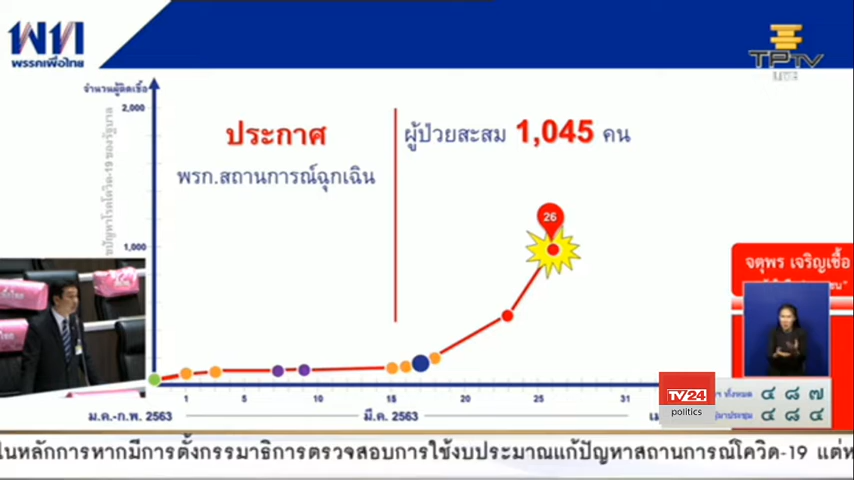 พท
พรรคเพื่อไทย
TPTV
LIVE
จำนวนผู้ติดเชื้อ
2,000
1,000
ประกาศ
พรก.สถานการณ์ฉุกเฉิน
ผู้ป่วยสะสม 1,045 คน
26
จตุพร เจริญเชื้อ
1 5 10 15 20 25 31
ม.ค.-ก.พ. 2563
มี.ค. 2563
TV24
politics
ทั้งหมด ๔๘๗
๔๘๔
ในหลักการหากมีการตั้งกรรมาธิการตรวจสอบการใช้งบประมาณแก้ปัญหาสถานการณ์โควิด-19 แต่ห